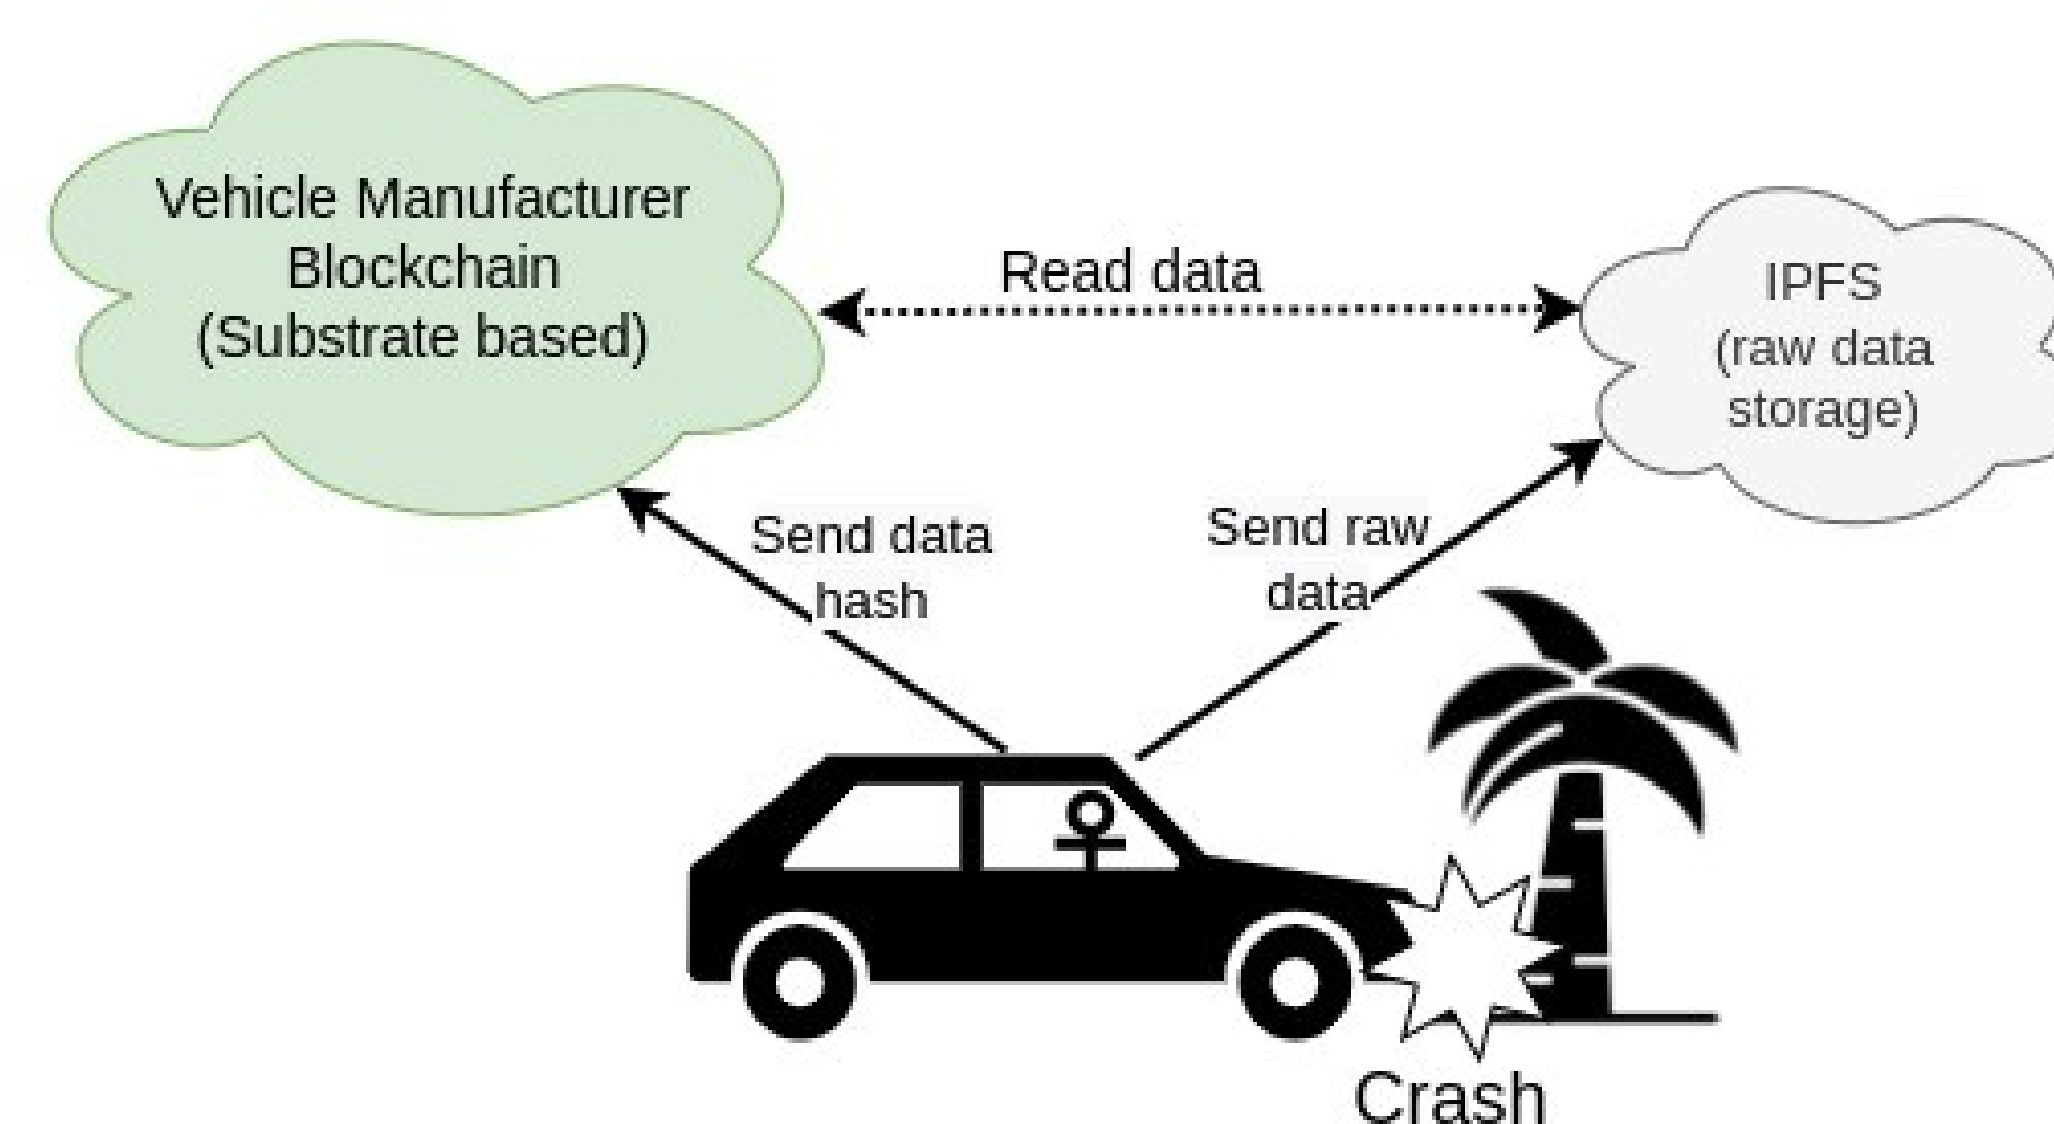 Vehicle Manufacturer
Blockchain
(Substrate based)
Read data
IPFS
(raw data
storage)
Send data
hash
Send raw
data
Crash